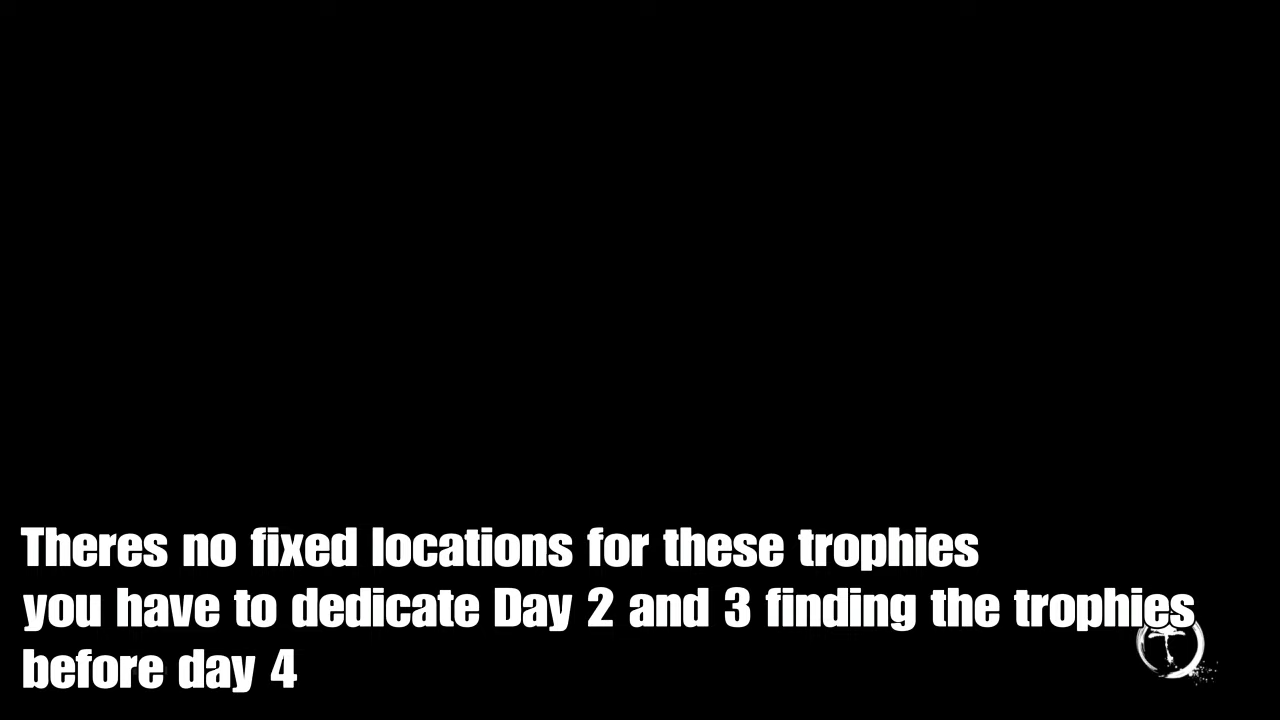 Theres no fixed locations for these trophies
you have to dedicate Day 2 and 3 finding the trophies
before day 4